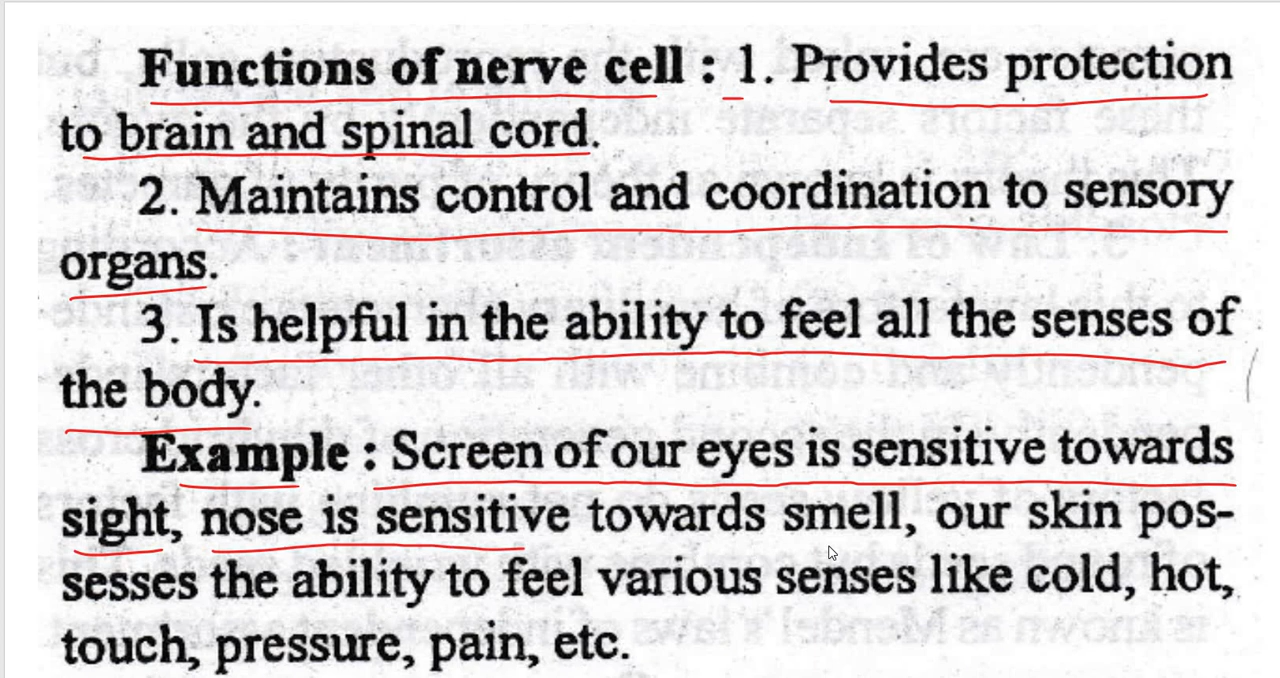 Functions of nerve cell : 1. Provides protection
to brain and spinal cord.
2. Maintains control and coordination to sensory
organs.
3. Is helpful in the ability to feel all the senses of
the body.
Example : Screen of our eyes is sensitive towards
sight, nose is sensitive towards smell, our skin pos-
sesses the ability to feel various senses like cold, hot,
touch, pressure, pain, etc.